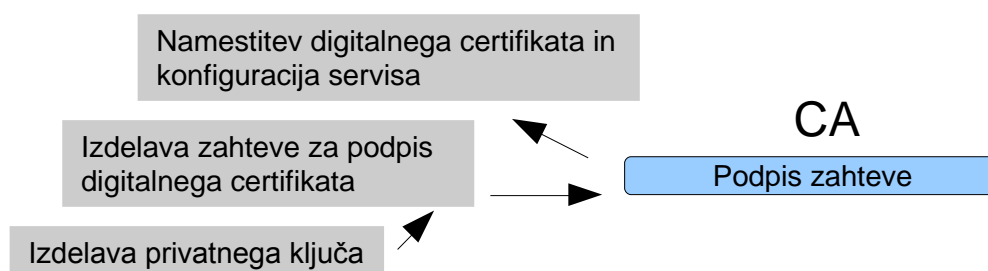 Namestitev digitalnega certifikata in
konfiguracija servisa
CA
Izdelava zahteve za podpis
digitalnega certifikata
Podpis zahteve
Izdelava privatnega ključa